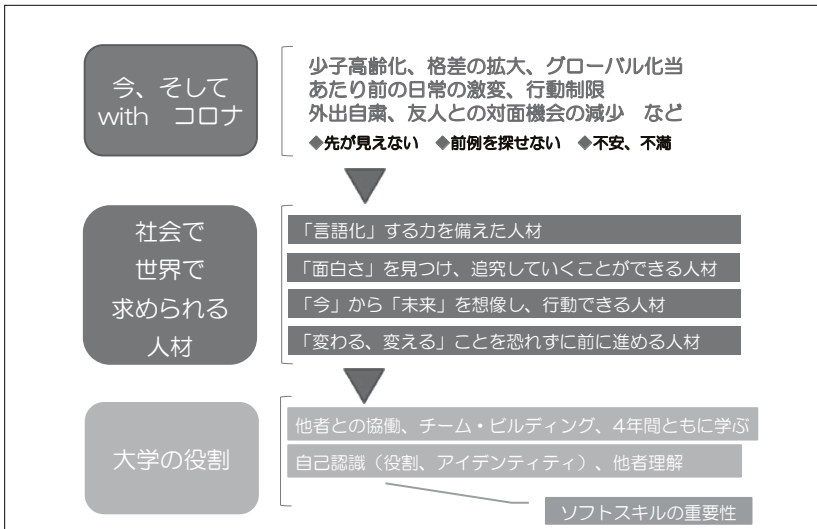 今、そして
with コロナ
少子高齢化、格差の拡大、グローバル化当
あたり前の日常の激変、行動制限
外出自粛、友人との対面機会の減少 など
◆先が見えない ◆前例を探せない ◆不安、不満
社会で
世界で
求められる
人材
「言語化」する力を備えた人材
「面白さ」を見つけ、追究していくことができる人材
「今」から「未来」を想像し、行動できる人材
「変わる、変える」ことを恐れずに前に進める人材
大学の役割
他者との協働、チーム・ビルディング、4年間ともに学ぶ
自己認識（役割、アイデンティティ）、他者理解
ソフトスキルの重要性